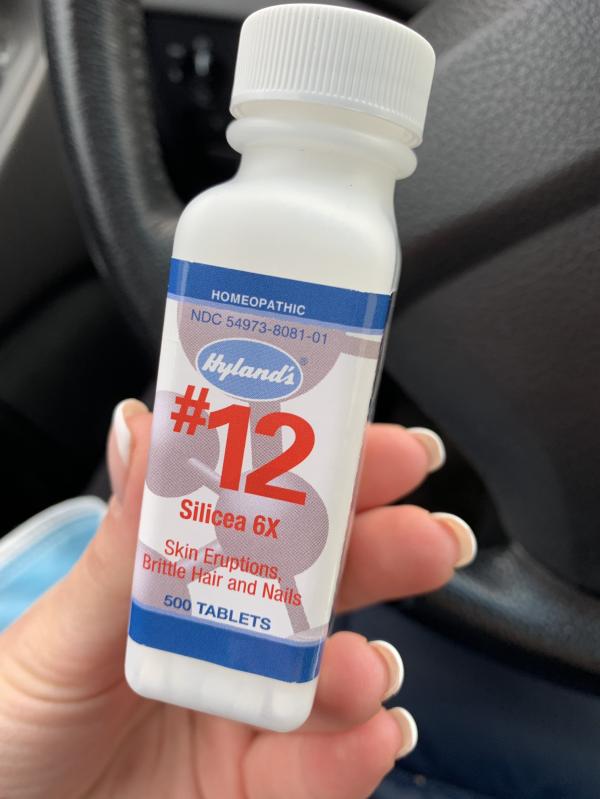 HOMEOPATHIC
NDC 54973-8081-01
Hyland's®
#12
Silicea 6X
Skin Eruptions,
Brittle Hair and Nails
500 TABLETS